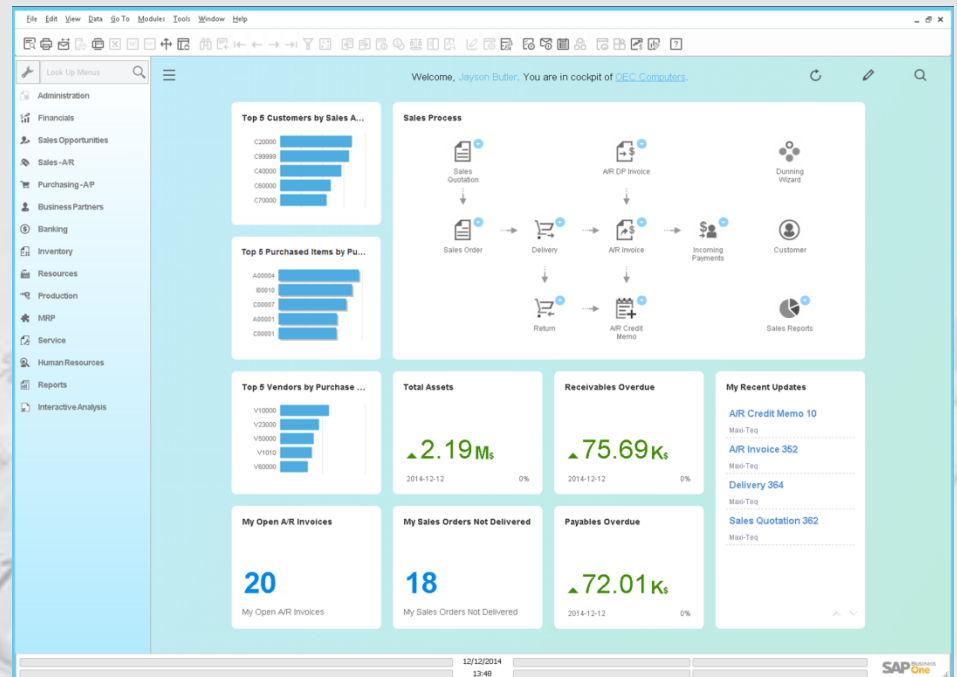 File Edit View Data Go To Modules Tools Window Help
Look Up Menus
Administration
Financials
Sales Opportunities
Sales - A/R
Purchasing - A/P
Business Partners
Banking
Inventory
Resources
Production
MRP
Service
Human Resources
Reports
Interactive Analysis
Welcome, Jayson Butler. You are in cockpit of OEC Computers.
Top 5 Customers by Sales A...
C20000
C99999
C40000
C60000
C70000
Sales Process
Sales
Quotation
A/R DP Invoice
Dunning
Wizard
Sales Order
Delivery
A/R Invoice
Incoming
Payments
Customer
Return
A/R Credit
Memo
Sales Reports
Top 5 Purchased Items by Pu...
A00004
I00010
C00007
A00001
C00001
Top 5 Vendors by Purchase ...
V10000
V23000
V50000
V1010
V60000
Total Assets
2.19 M$
2014-12-12 0%
Receivables Overdue
75.69 K$
2014-12-12 0%
My Recent Updates
A/R Credit Memo 10
Maxi-Teq
A/R Invoice 352
Maxi-Teq
Delivery 364
Maxi-Teq
Sales Quotation 362
Maxi-Teq
My Open A/R Invoices
20
My Open A/R Invoices
My Sales Orders Not Delivered
18
My Sales Orders Not Delivered
Payables Overdue
72.01 K$
2014-12-12 0%
12/12/2014
13:48
SAP Business
One